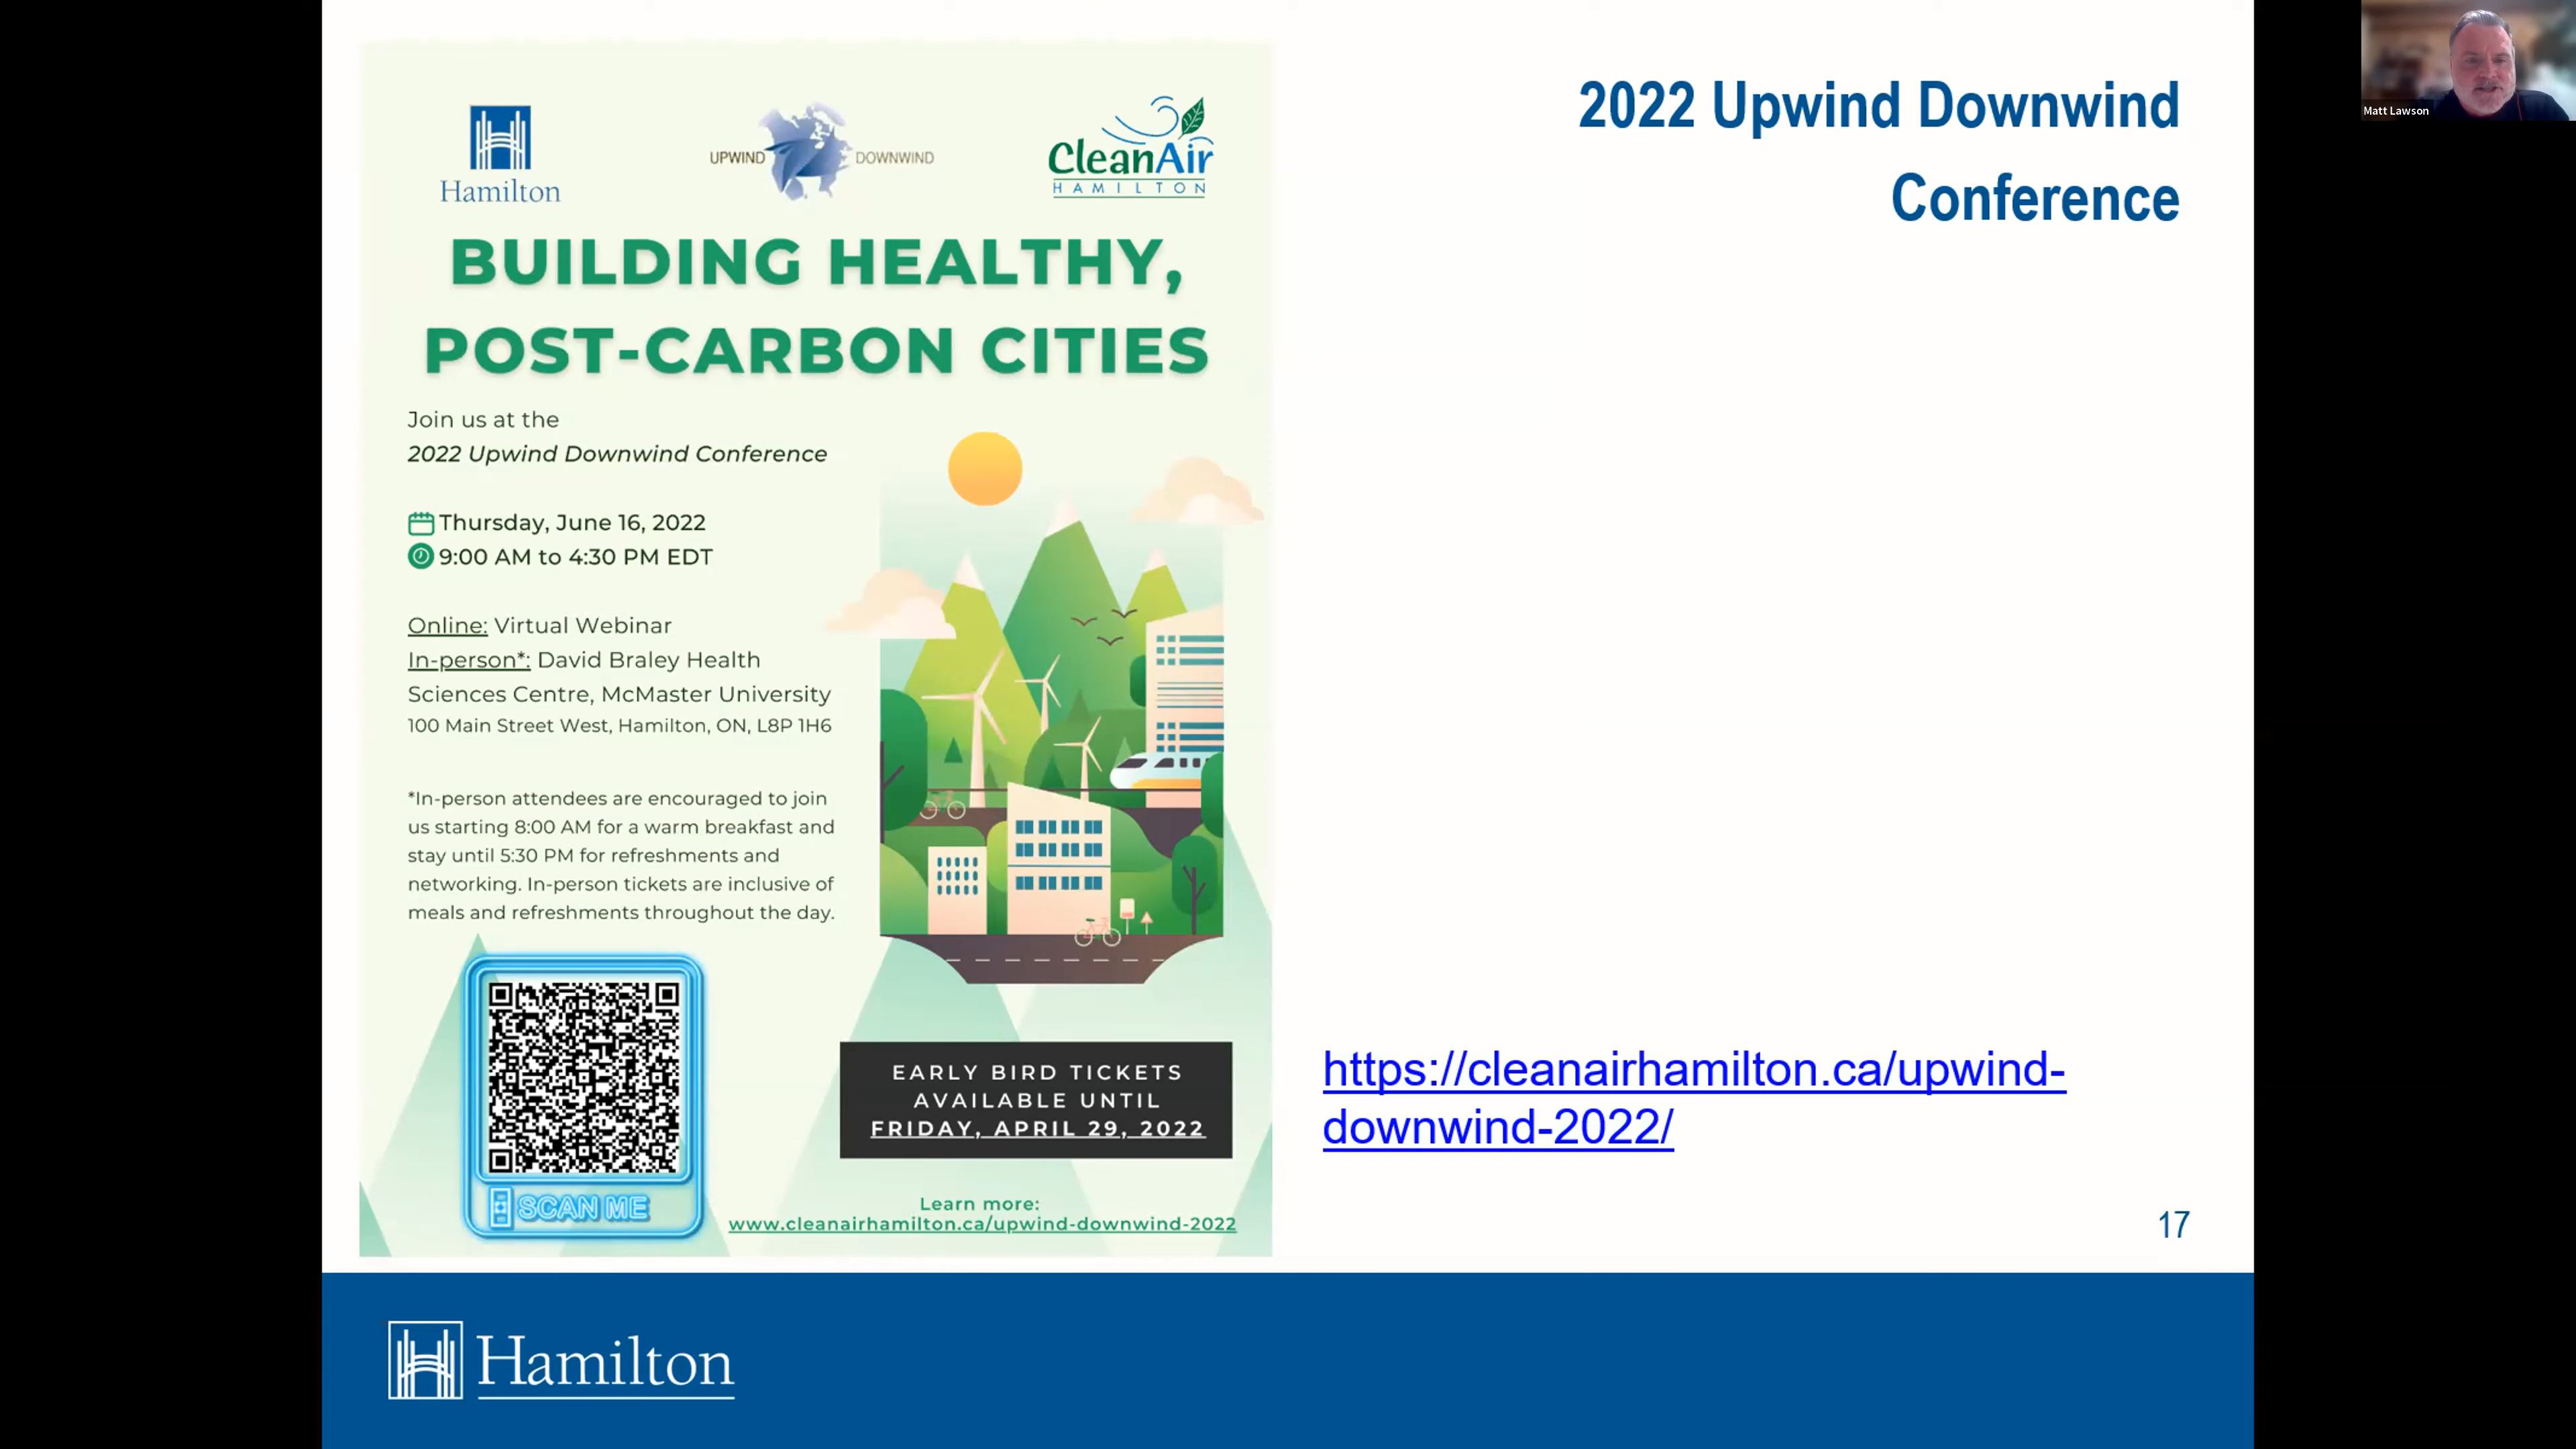 Hamilton
UPWIND DOWNWIND
CleanAir
HAMILTON
BUILDING HEALTHY,
POST-CARBON CITIES
Join us at the
2022 Upwind Downwind Conference
Thursday, June 16, 2022
9:00 AM to 4:30 PM EDT
Online: Virtual Webinar
In-person*: David Braley Health
Sciences Centre, McMaster University
100 Main Street West, Hamilton, ON, L8P 1H6
*In-person attendees are encouraged to join
us starting 8:00 AM for a warm breakfast and
stay until 5:30 PM for refreshments and
networking. In-person tickets are inclusive of
meals and refreshments throughout the day.
SCAN ME
EARLY BIRD TICKETS
AVAILABLE UNTIL
FRIDAY, APRIL 29, 2022
Learn more:
www.cleanairhamilton.ca/upwind-downwind-2022
2022 Upwind Downwind
Conference
https://cleanairhamilton.ca/upwind-
downwind-2022/
17
Hamilton
Matt Lawson